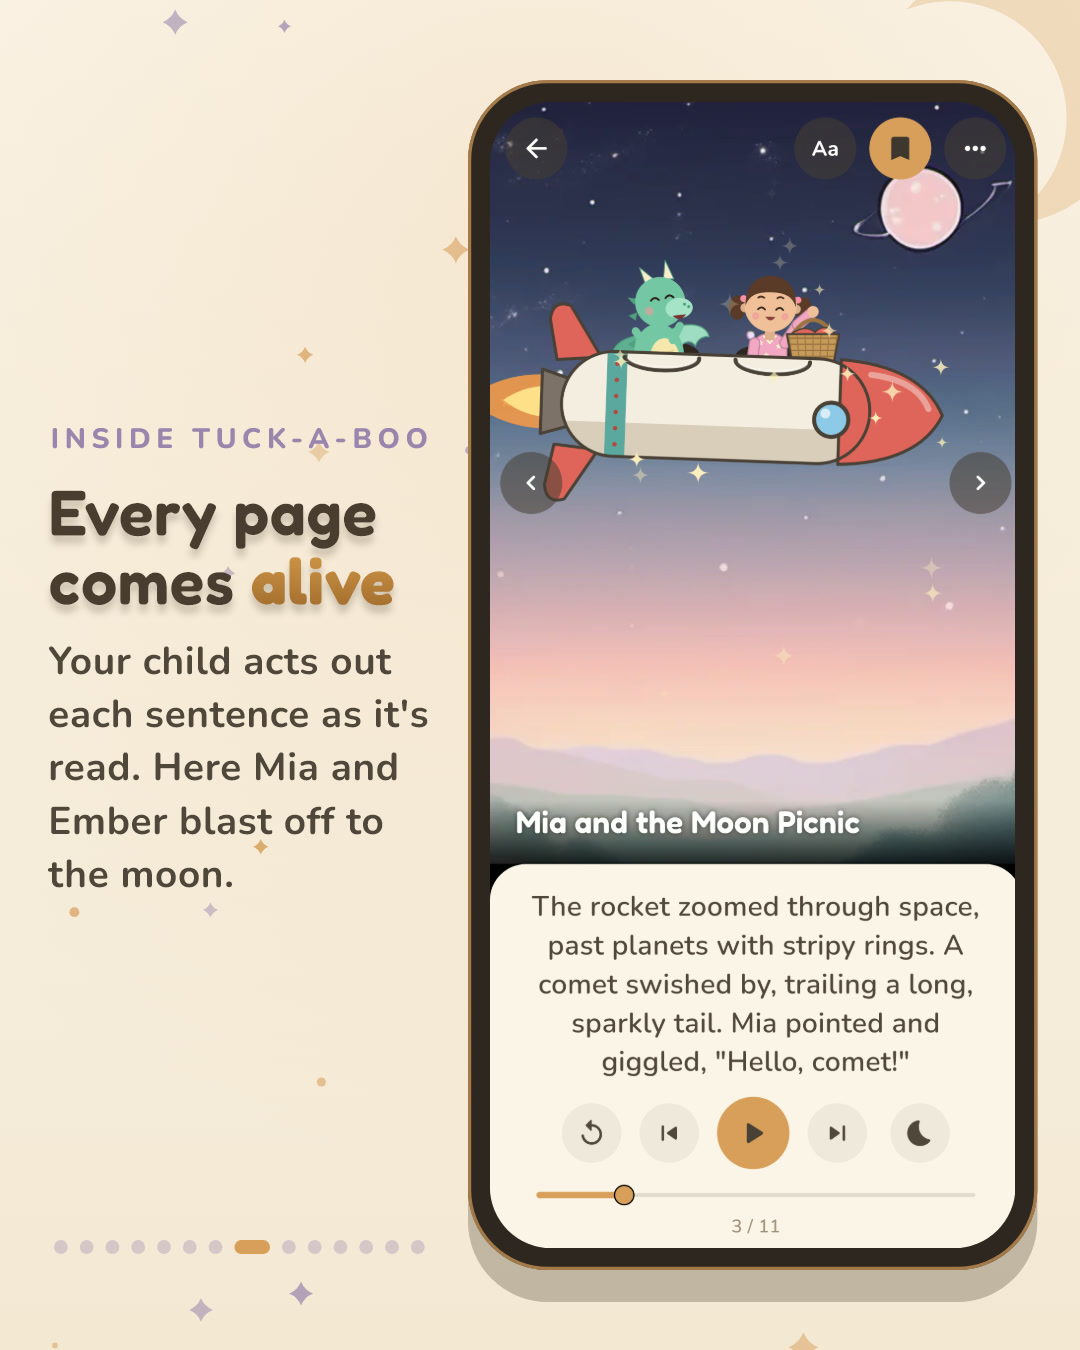 INSIDE TUCK-A-BOO
Every page
comes alive
Your child acts out
each sentence as it's
read. Here Mia and
Ember blast off to
the moon.
Aa
Mia and the Moon Picnic
The rocket zoomed through space,
past planets with stripy rings. A
comet swished by, trailing a long,
sparkly tail. Mia pointed and
giggled, "Hello, comet!"
3 / 11